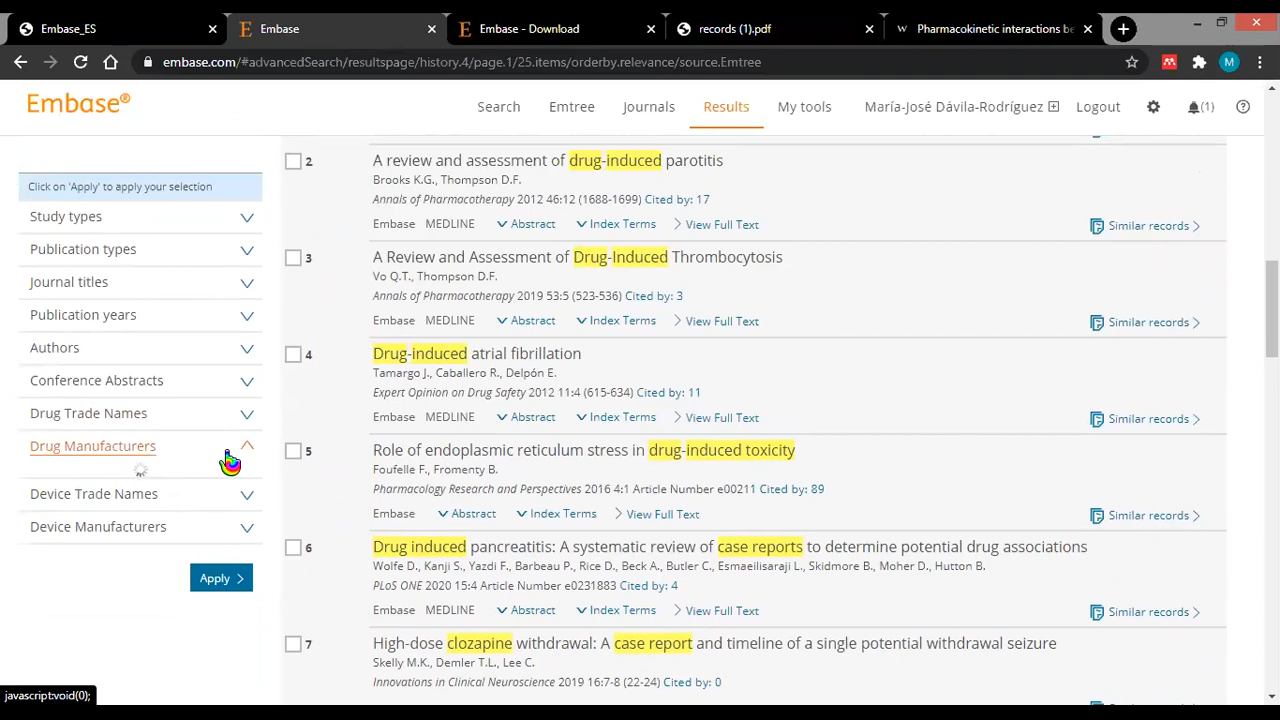 Embase_ES
Embase
Embase - Download
records (1).pdf
Pharmacokinetic interactions be
embase.com/#advancedSearch/resultspage/history.4/page.1/25.items/orderby.relevance/source.Emtree
M
Embase®
Search
Emtree
Journals
Results
My tools
María-José Dávila-Rodríguez
Logout
(1)
Click on 'Apply' to apply your selection
Study types
Publication types
Journal titles
Publication years
Authors
Conference Abstracts
Drug Trade Names
Drug Manufacturers
Device Trade Names
Device Manufacturers
Apply
2 A review and assessment of drug-induced parotitis
Brooks K.G., Thompson D.F.
Annals of Pharmacotherapy 2012 46:12 (1688-1699) Cited by: 17
Embase MEDLINE Abstract Index Terms View Full Text Similar records
3 A Review and Assessment of Drug-Induced Thrombocytosis
Vo Q.T., Thompson D.F.
Annals of Pharmacotherapy 2019 53:5 (523-536) Cited by: 3
Embase MEDLINE Abstract Index Terms View Full Text Similar records
4 Drug-induced atrial fibrillation
Tamargo J., Caballero R., Delpón E.
Expert Opinion on Drug Safety 2012 11:4 (615-634) Cited by: 11
Embase MEDLINE Abstract Index Terms View Full Text Similar records
5 Role of endoplasmic reticulum stress in drug-induced toxicity
Foufelle F., Fromenty B.
Pharmacology Research and Perspectives 2016 4:1 Article Number e00211 Cited by: 89
Embase Abstract Index Terms View Full Text Similar records
6 Drug induced pancreatitis: A systematic review of case reports to determine potential drug associations
Wolfe D., Kanji S., Yazdi F., Barbeau P., Rice D., Beck A., Butler C., Esmaeilisaraji L., Skidmore B., Moher D., Hutton B.
PLoS ONE 2020 15:4 Article Number e0231883 Cited by: 4
Embase MEDLINE Abstract Index Terms View Full Text Similar records
7 High-dose clozapine withdrawal: A case report and timeline of a single potential withdrawal seizure
Skelly M.K., Demler T.L., Lee C.
Innovations in Clinical Neuroscience 2019 16:7-8 (22-24) Cited by: 0
javascript:void(0);